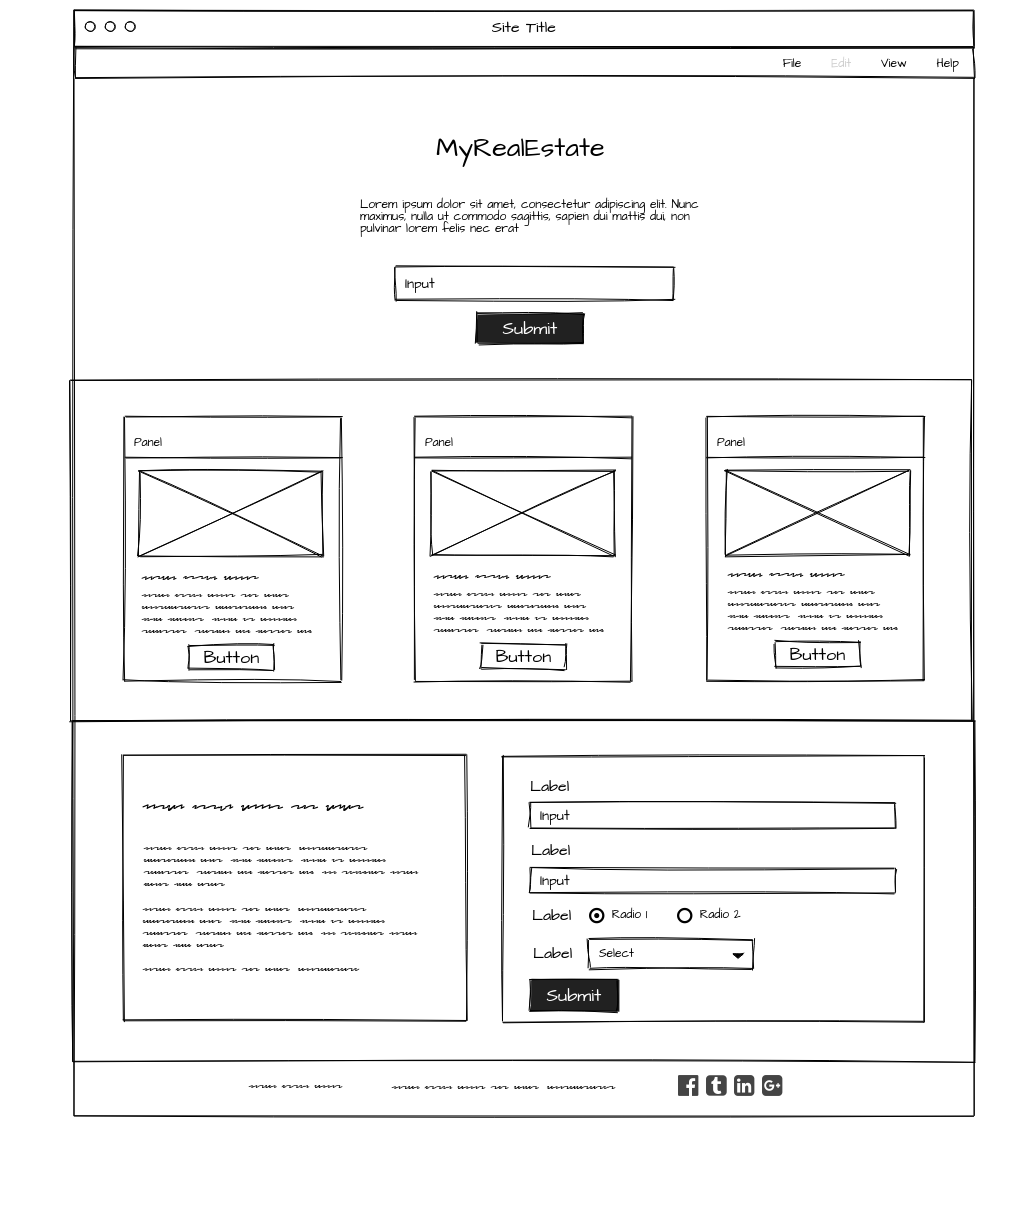 Site Title
File Edit View Help
MyRealEstate
Lorem ipsum dolor sit amet, consectetur adipiscing elit. Nunc
maximus, nulla ut commodo sagittis, sapien dui mattis dui, non
pulvinar lorem felis nec erat
Input
Submit
Panel
Button
Panel
Button
Panel
Button
Label
Input
Label
Input
Label Radio 1 Radio 2
Label Select
Submit